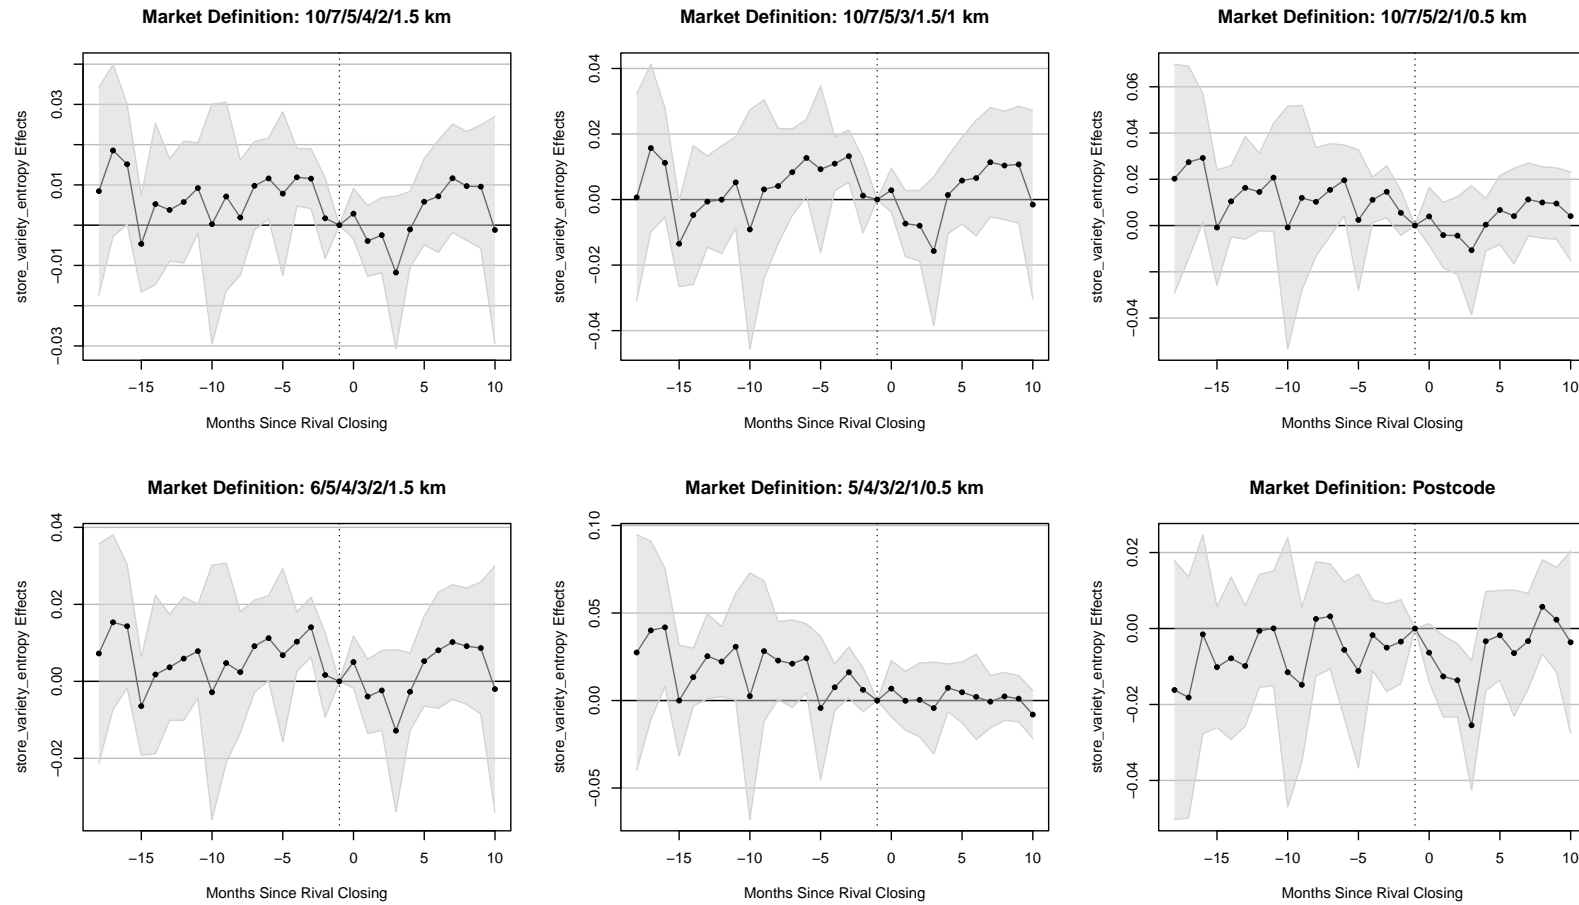 Market Definition: 10/7/5/4/2/1.5 km
store_variety_entropy Effects
0.03
0.01
−0.01
−0.03
−15 −10 −5 0 5 10
Months Since Rival Closing
Market Definition: 10/7/5/3/1.5/1 km
store_variety_entropy Effects
0.04
0.02
0.00
−0.02
−0.04
−15 −10 −5 0 5 10
Months Since Rival Closing
Market Definition: 10/7/5/2/1/0.5 km
store_variety_entropy Effects
0.06
0.04
0.02
0.00
−0.04
−15 −10 −5 0 5 10
Months Since Rival Closing
Market Definition: 6/5/4/3/2/1.5 km
store_variety_entropy Effects
0.04
0.02
0.00
−0.02
−15 −10 −5 0 5 10
Months Since Rival Closing
Market Definition: 5/4/3/2/1/0.5 km
store_variety_entropy Effects
0.10
0.05
0.00
−0.05
−15 −10 −5 0 5 10
Months Since Rival Closing
Market Definition: Postcode
store_variety_entropy Effects
0.02
0.00
−0.02
−0.04
−15 −10 −5 0 5 10
Months Since Rival Closing